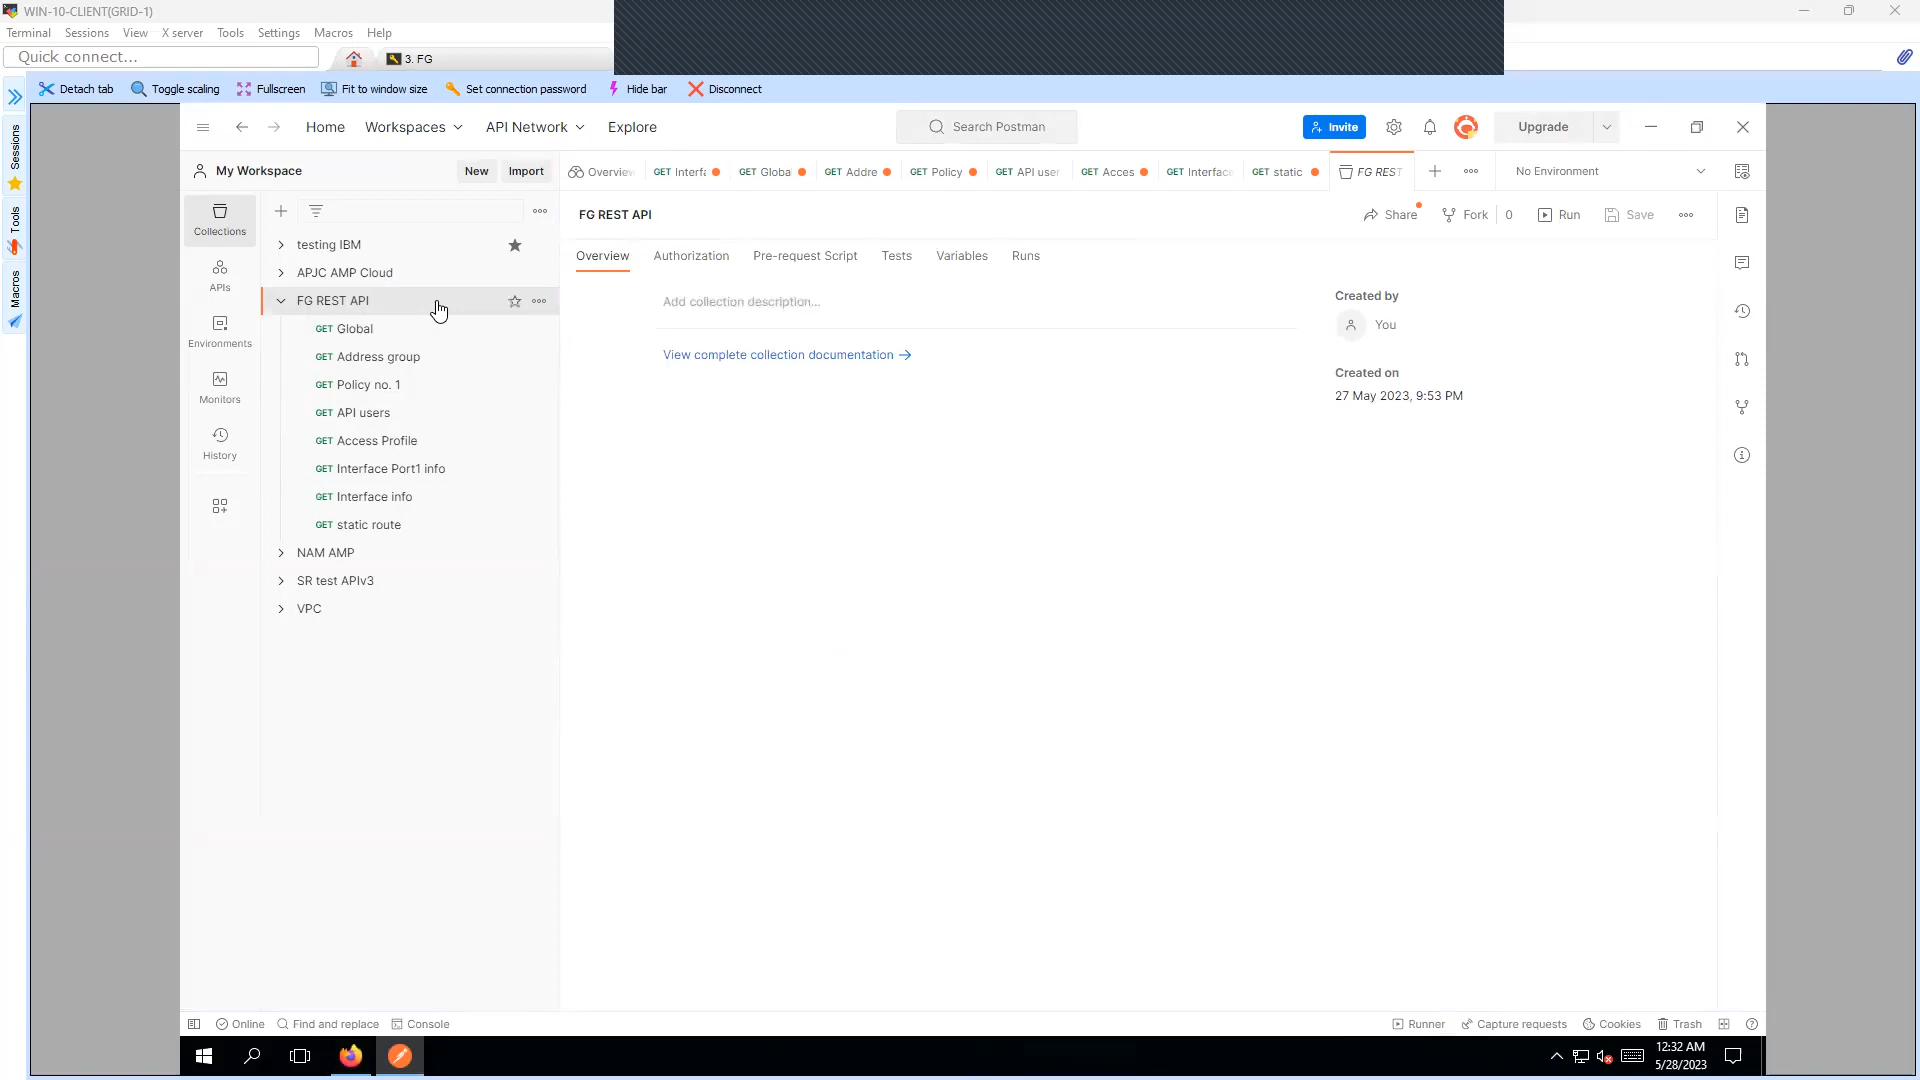 WIN-10-CLIENT(GRID-1)
Terminal Sessions View X server Tools Settings Macros Help
Quick connect...
3. FG
Detach tab Toggle scaling Fullscreen Fit to window size Set connection password Hide bar Disconnect
Sessions
Tools
Macros
Home Workspaces API Network Explore
Search Postman
Invite
Upgrade
My Workspace
New Import
Overview
GET Interfa
GET Global
GET Addre
GET Policy
GET API user
GET Acces
GET Interface
GET static
FG REST
No Environment
Collections
APIs
Environments
Monitors
History
testing IBM
APJC AMP Cloud
FG REST API
GET Global
GET Address group
GET Policy no. 1
GET API users
GET Access Profile
GET Interface Port1 info
GET Interface info
GET static route
NAM AMP
SR test APIv3
VPC
FG REST API
Share Fork 0 Run Save
Overview Authorization Pre-request Script Tests Variables Runs
Add collection description...
View complete collection documentation
Created by
You
Created on
27 May 2023, 9:53 PM
Online Find and replace Console
Runner Capture requests Cookies Trash
12:32 AM
5/28/2023